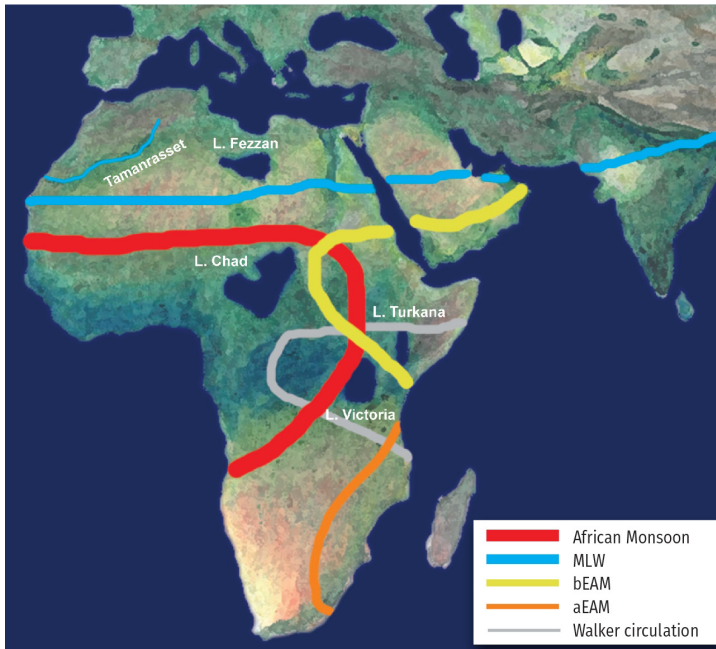 Tamanrasset
L. Fezzan
L. Chad
L. Turkana
L. Victoria
African Monsoon
MLW
bEAM
aEAM
Walker circulation